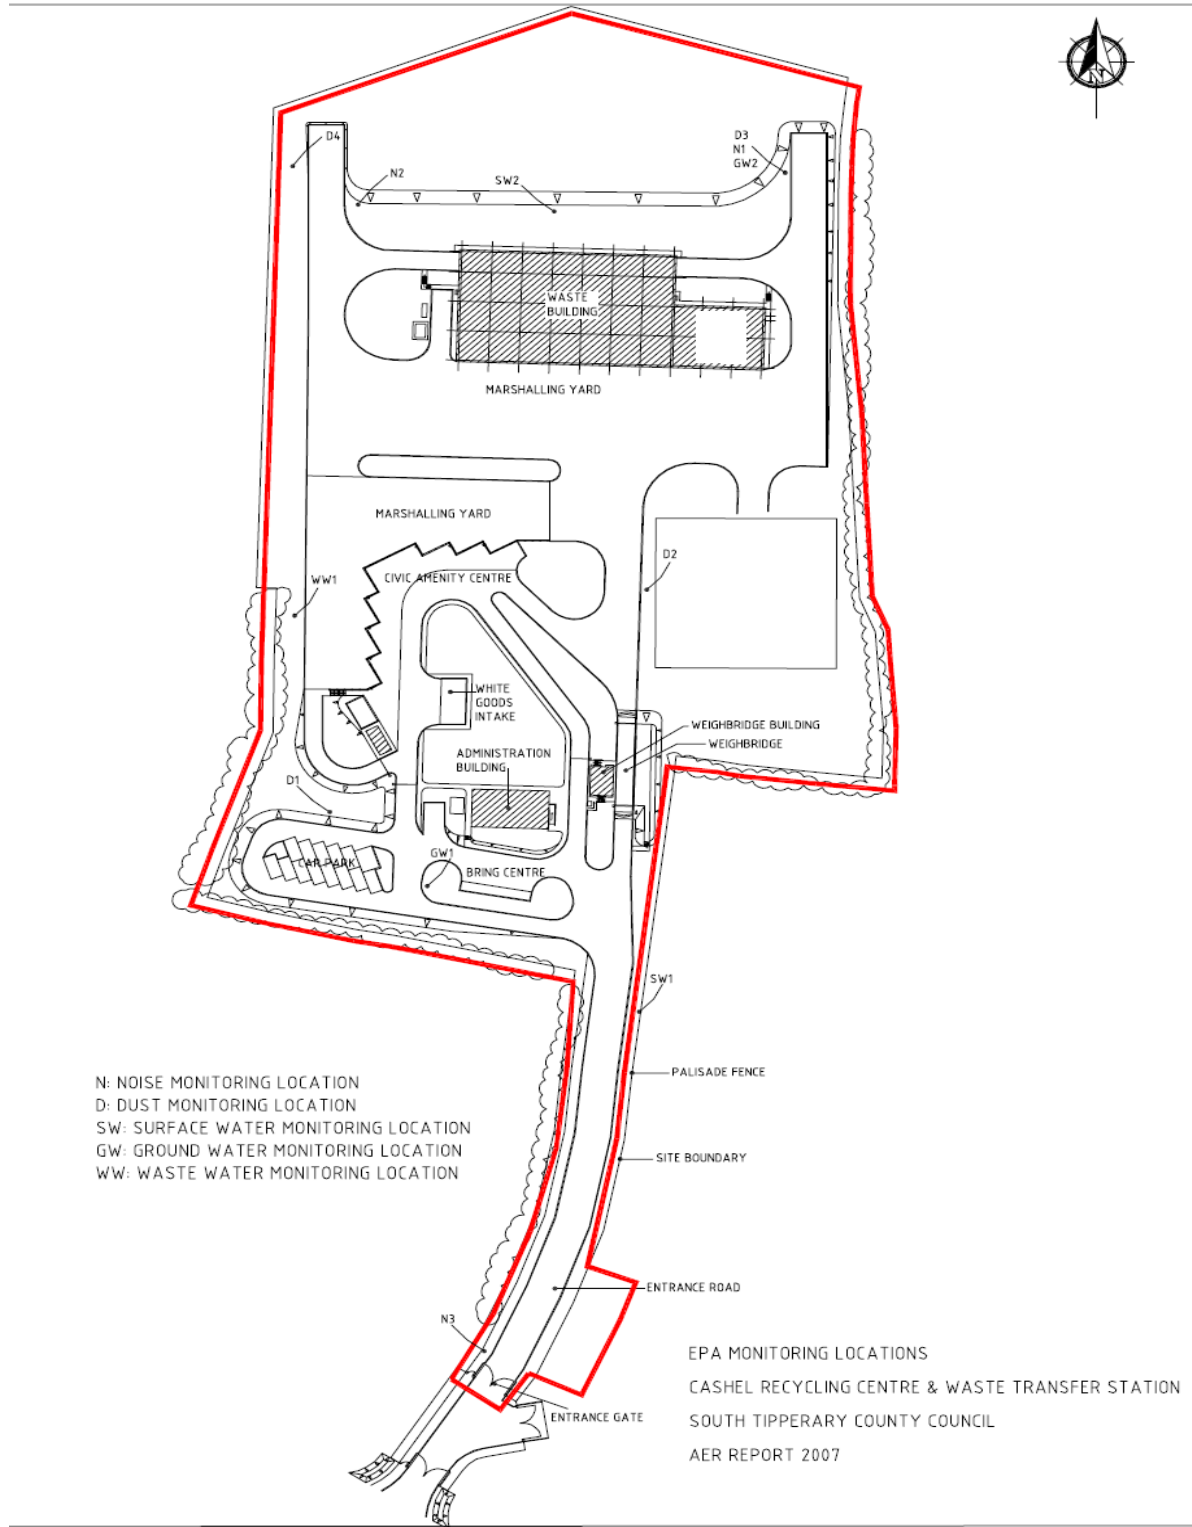 N
D4
D3
N1
GW2
N2
SW2
WASTE
BUILDING
MARSHALLING YARD
MARSHALLING YARD
D2
WW1
CIVIC AMENITY CENTRE
WHITE
GOODS
INTAKE
WEIGHBRIDGE BUILDING
WEIGHBRIDGE
ADMINISTRATION
BUILDING
D1
GW1
CAR PARK
BRING CENTRE
SW1
PALISADE FENCE
N: NOISE MONITORING LOCATION
D: DUST MONITORING LOCATION
SW: SURFACE WATER MONITORING LOCATION
GW: GROUND WATER MONITORING LOCATION
WW: WASTE WATER MONITORING LOCATION
SITE BOUNDARY
ENTRANCE ROAD
N3
ENTRANCE GATE
EPA MONITORING LOCATIONS
CASHEL RECYCLING CENTRE & WASTE TRANSFER STATION
SOUTH TIPPERARY COUNTY COUNCIL
AER REPORT 2007